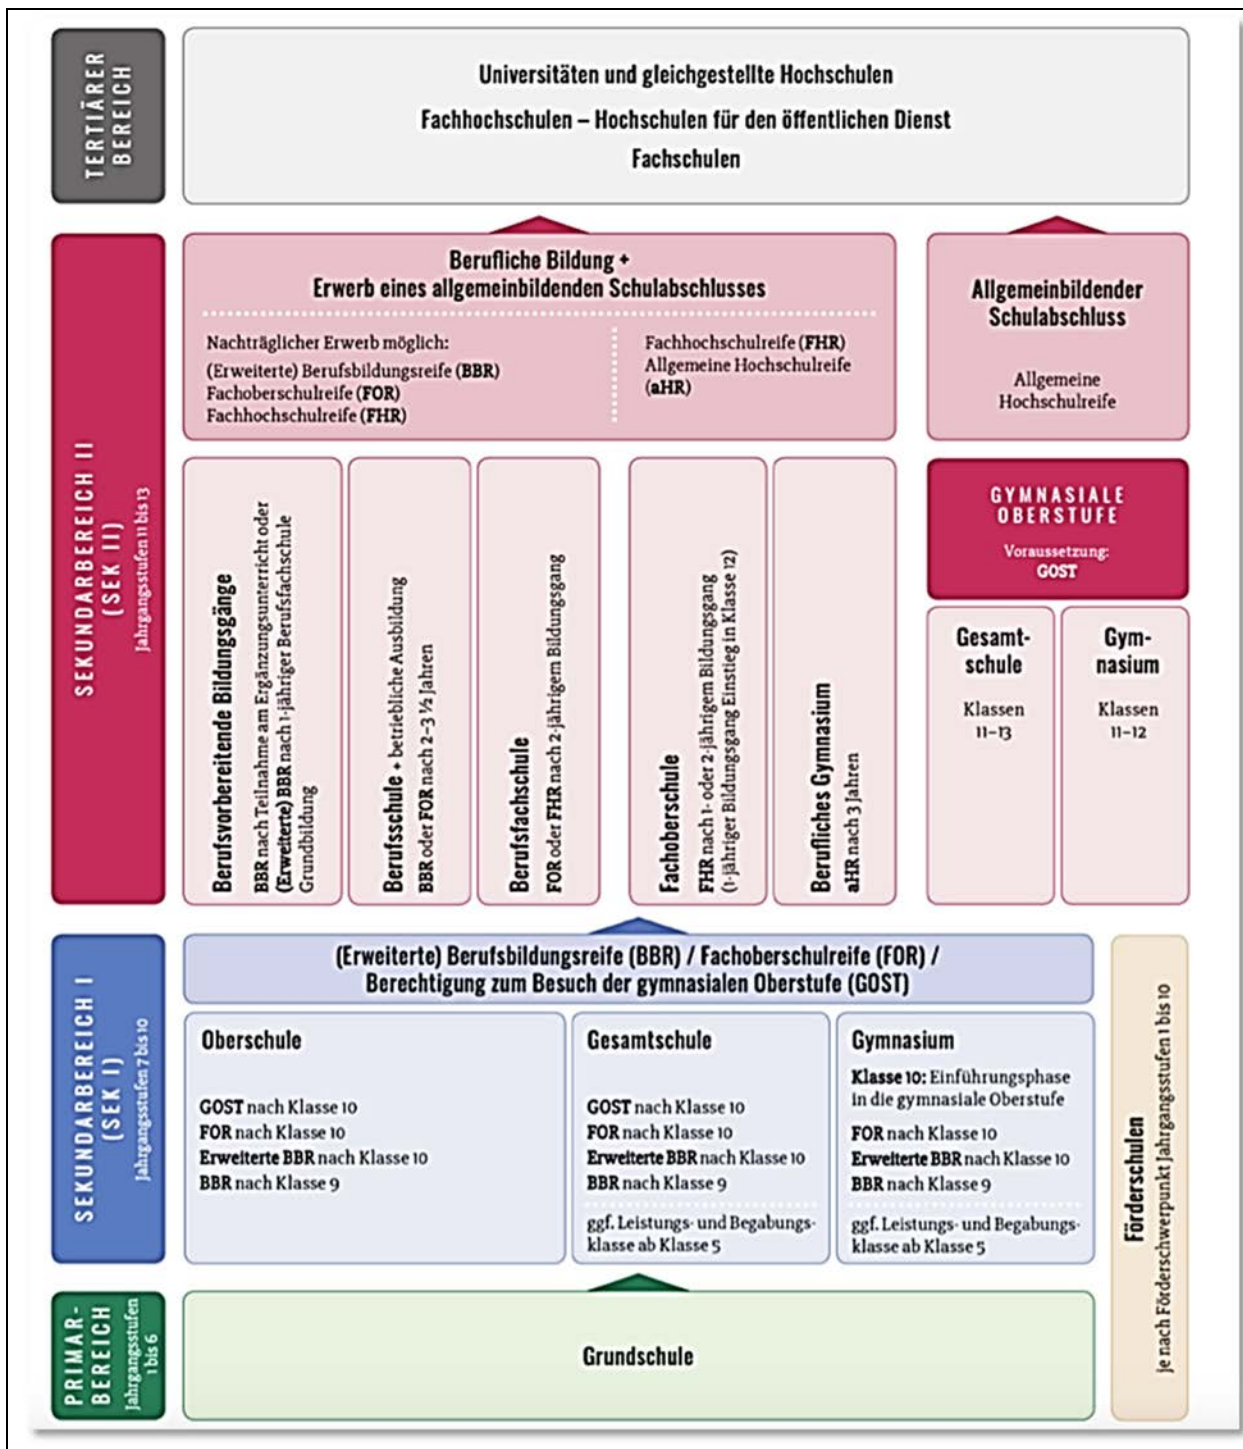 TERTIÄRER
BEREICH
Universitäten und gleichgestellte Hochschulen
Fachhochschulen – Hochschulen für den öffentlichen Dienst
Fachschulen
SEKUNDARBEREICH II
(SEK II)
Jahrgangsstufen 11 bis 13
Berufliche Bildung +
Erwerb eines allgemeinbildenden Schulabschlusses
Nachträglicher Erwerb möglich:
(Erweiterte) Berufsbildungsreife (BBR)
Fachoberschulreife (FOR)
Fachhochschulreife (FHR)
Fachhochschulreife (FHR)
Allgemeine Hochschulreife
(aHR)
Allgemeinbildender
Schulabschluss
Allgemeine
Hochschulreife
Berufsvorbereitende Bildungsgänge
BBR nach Teilnahme am Ergänzungsunterricht oder
(Erweiterte) BBR nach 1-jähriger Berufsfachschule
Grundbildung
Berufsschule + betriebliche Ausbildung
BBR oder FOR nach 2–3 ½ Jahren
Berufsfachschule
FOR oder FHR nach 2-jährigem Bildungsgang
Fachoberschule
FHR nach 1- oder 2-jährigem Bildungsgang
(1-jähriger Bildungsgang Einstieg in Klasse 12)
Berufliches Gymnasium
aHR nach 3 Jahren
GYMNASIALE
OBERSTUFE
Voraussetzung:
GOST
Gesamt-
schule
Klassen
11–13
Gym-
nasium
Klassen
11–12
SEKUNDARBEREICH I
(SEK I)
Jahrgangsstufen 7 bis 10
(Erweiterte) Berufsbildungsreife (BBR) / Fachoberschulreife (FOR) /
Berechtigung zum Besuch der gymnasialen Oberstufe (GOST)
Oberschule
GOST nach Klasse 10
FOR nach Klasse 10
Erweiterte BBR nach Klasse 10
BBR nach Klasse 9
Gesamtschule
GOST nach Klasse 10
FOR nach Klasse 10
Erweiterte BBR nach Klasse 10
BBR nach Klasse 9
ggf. Leistungs- und Begabungs-
klasse ab Klasse 5
Gymnasium
Klasse 10: Einführungsphase
in die gymnasiale Oberstufe
FOR nach Klasse 10
Erweiterte BBR nach Klasse 10
BBR nach Klasse 9
ggf. Leistungs- und Begabungs-
klasse ab Klasse 5
Förderschulen
je nach Förderschwerpunkt Jahrgangsstufen 1 bis 10
PRIMAR-
BEREICH
Jahrgangsstufen
1 bis 6
Grundschule